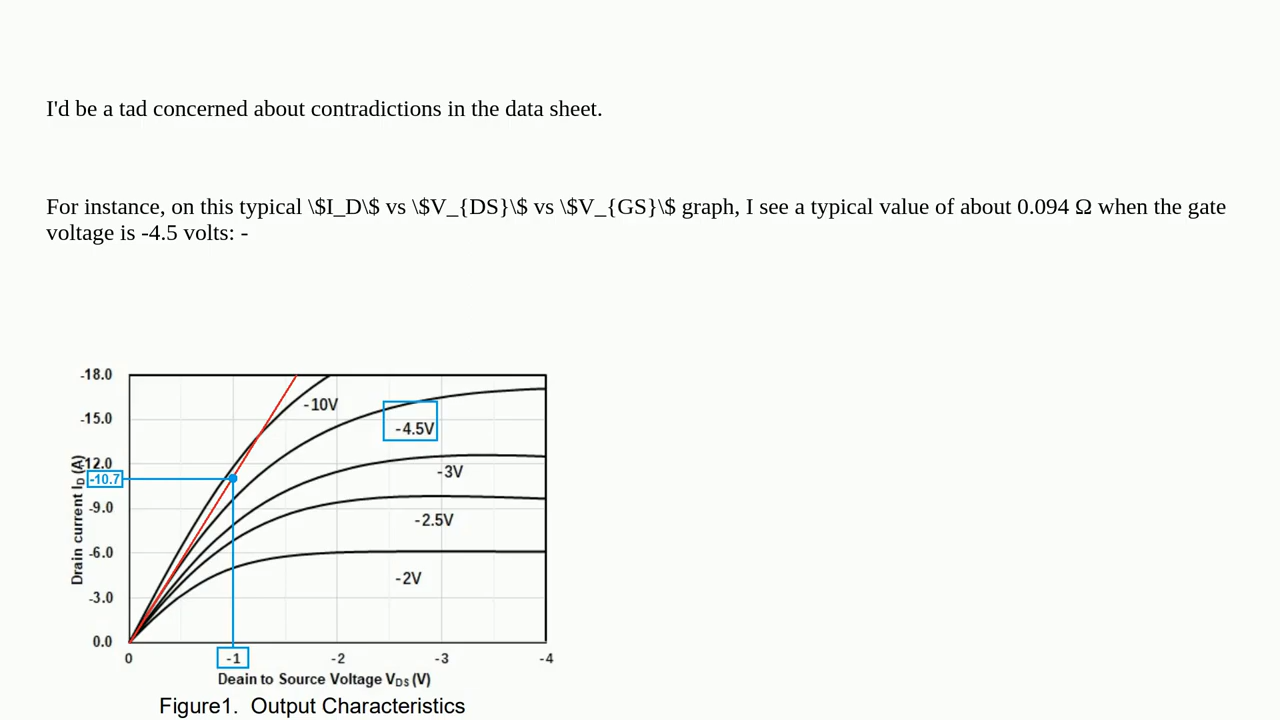 I'd be a tad concerned about contradictions in the data sheet.
For instance, on this typical \$I_D\$ vs \$V_{DS}\$ vs \$V_{GS}\$ graph, I see a typical value of about 0.094 Ω when the gate
voltage is -4.5 volts: -
-18.0
-15.0
-12.0
-10.7
-9.0
-6.0
-3.0
0.0
Drain current ID (A)
-10V
-4.5V
-3V
-2.5V
-2V
0 -1 -2 -3 -4
Deain to Source Voltage VDS (V)
Figure1. Output Characteristics